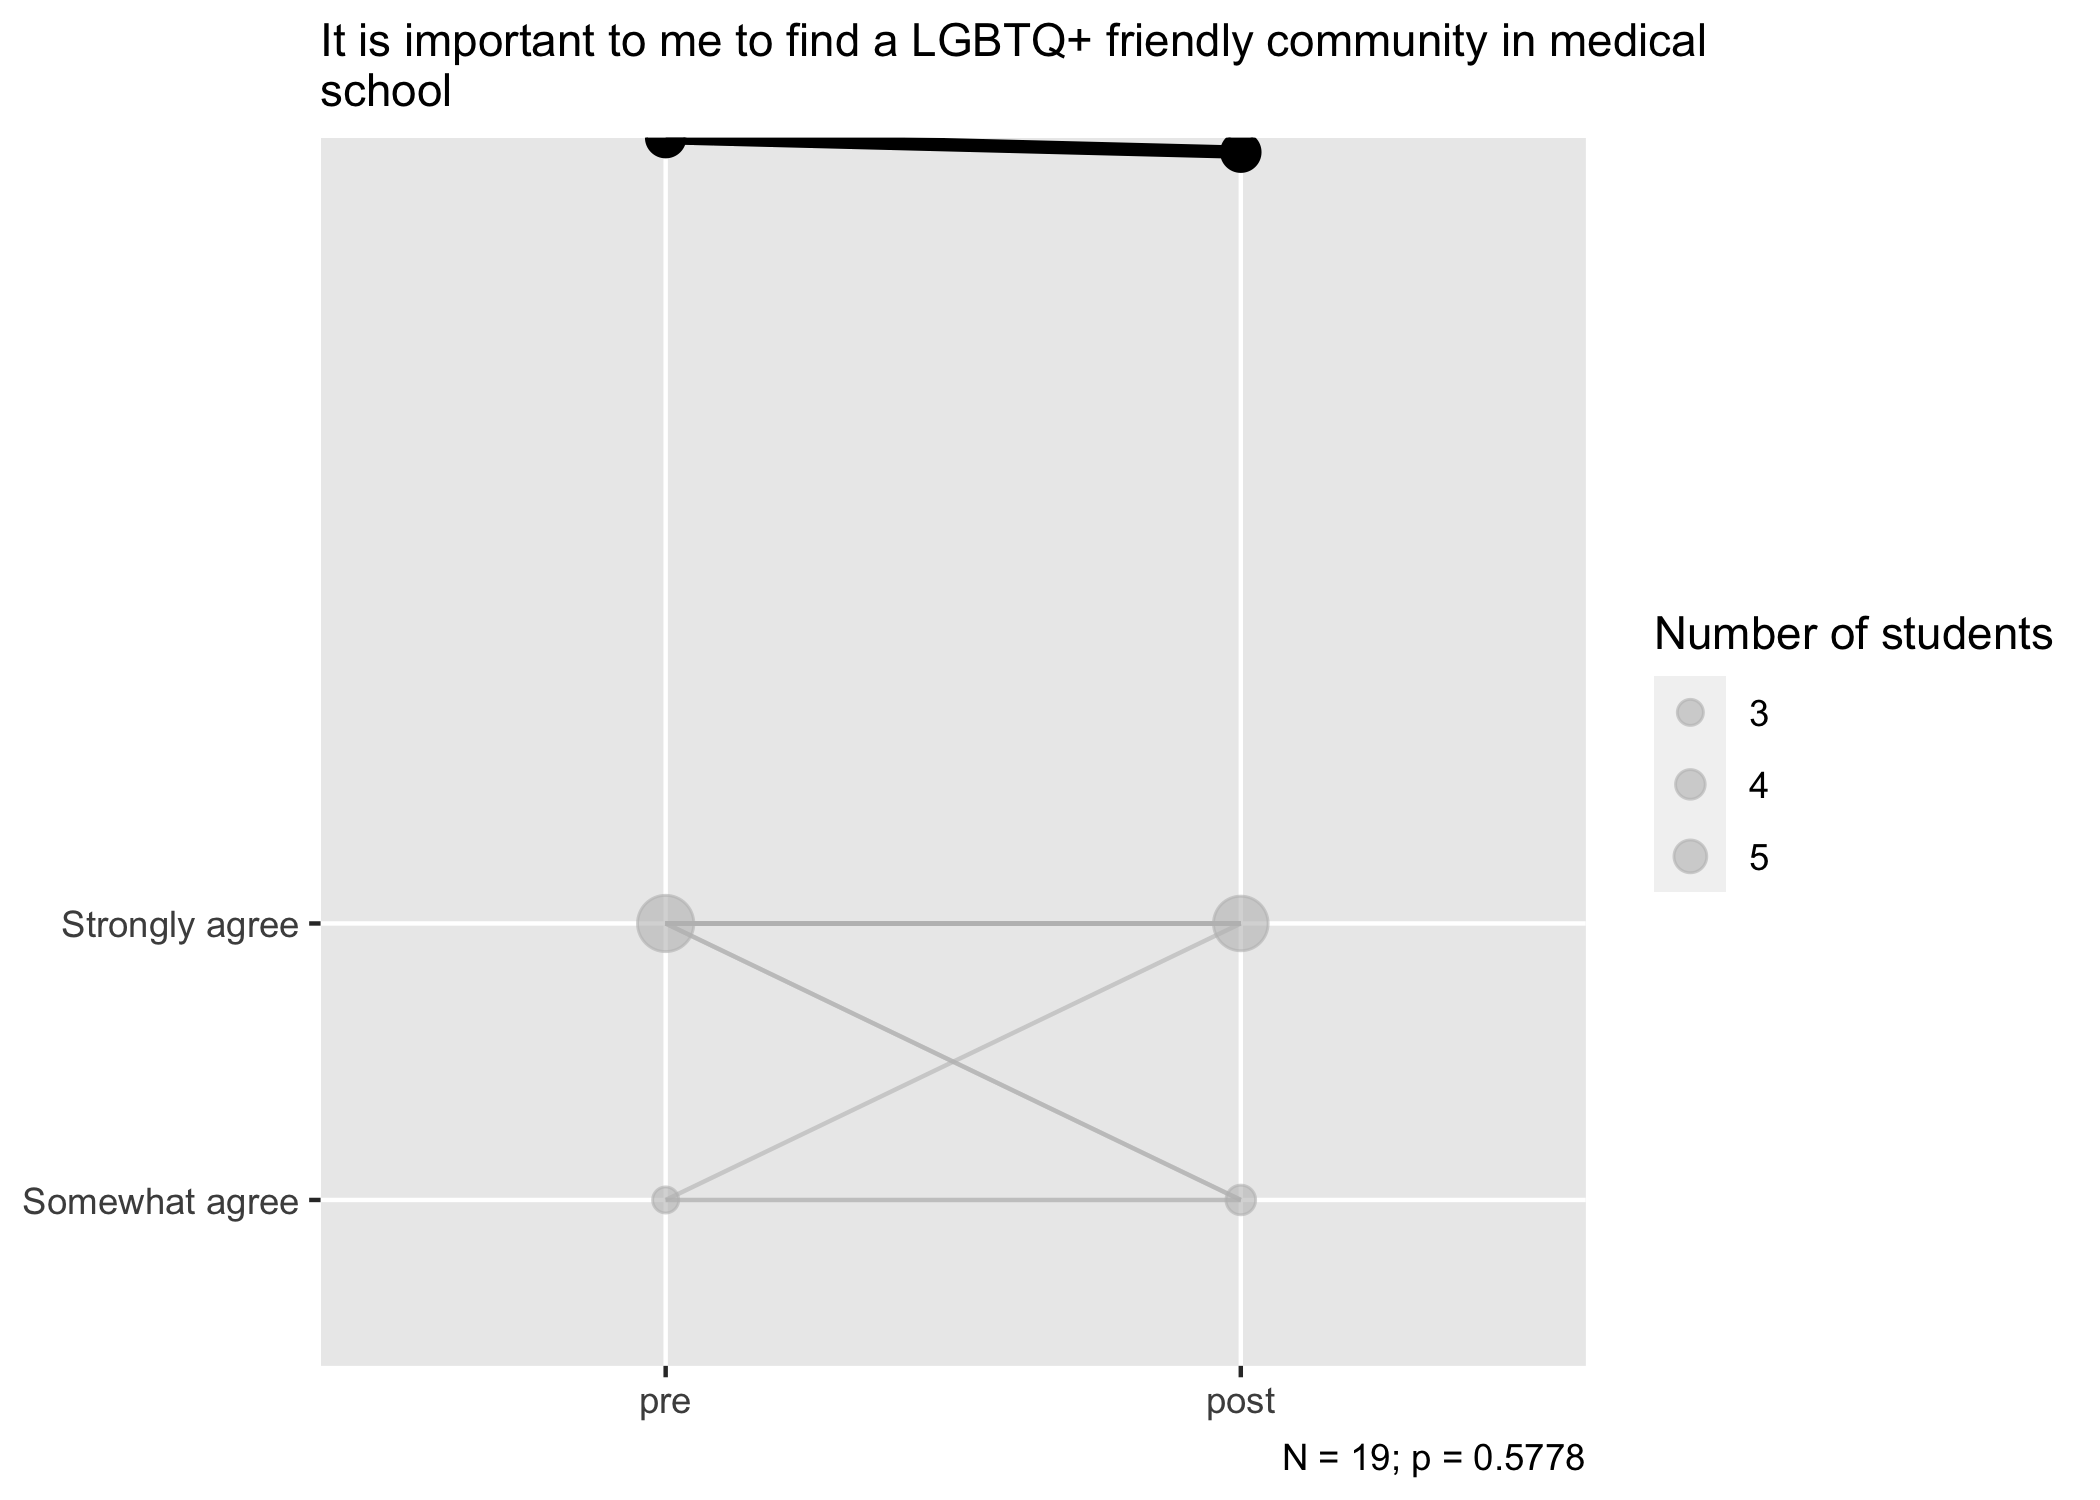 It is important to me to find a LGBTQ+ friendly community in medical
school
Number of students
3
4
5
Strongly agree
Somewhat agree
pre
post
N = 19; p = 0.5778